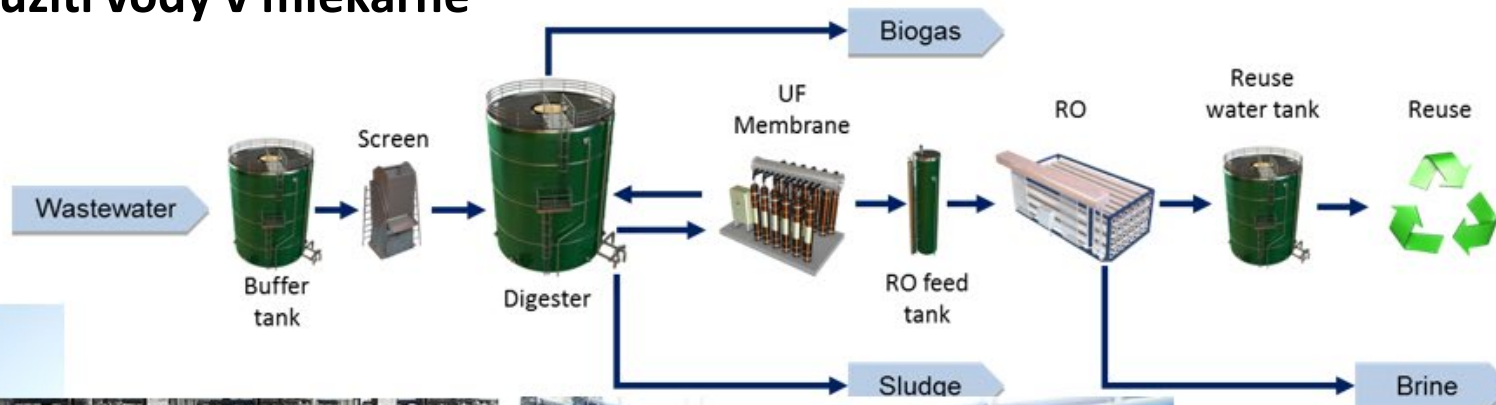 vody v mlékárně
Biogas
Wastewater
Buffer
tank
Screen
Digester
UF
Membrane
RO feed
tank
RO
Reuse
water tank
Reuse
Sludge
Brine